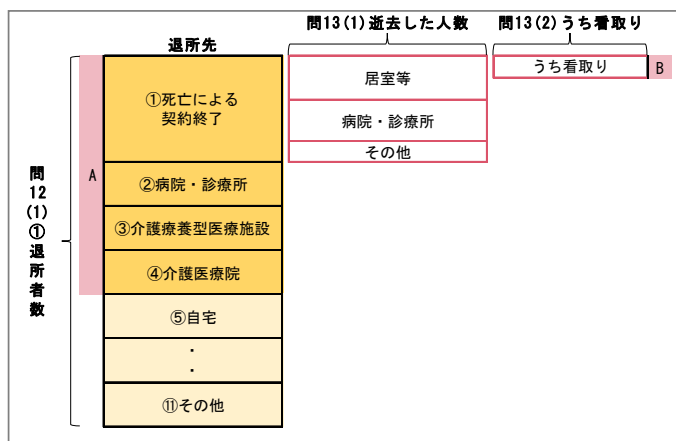 問13(1)逝去した人数
問13(2)うち看取り
退所先
居室等
うち看取り
B
①死亡による
契約終了
病院・診療所
その他
問12(1)①退所者数
A
②病院・診療所
③介護療養型医療施設
④介護医療院
⑤自宅
・
・
⑪その他